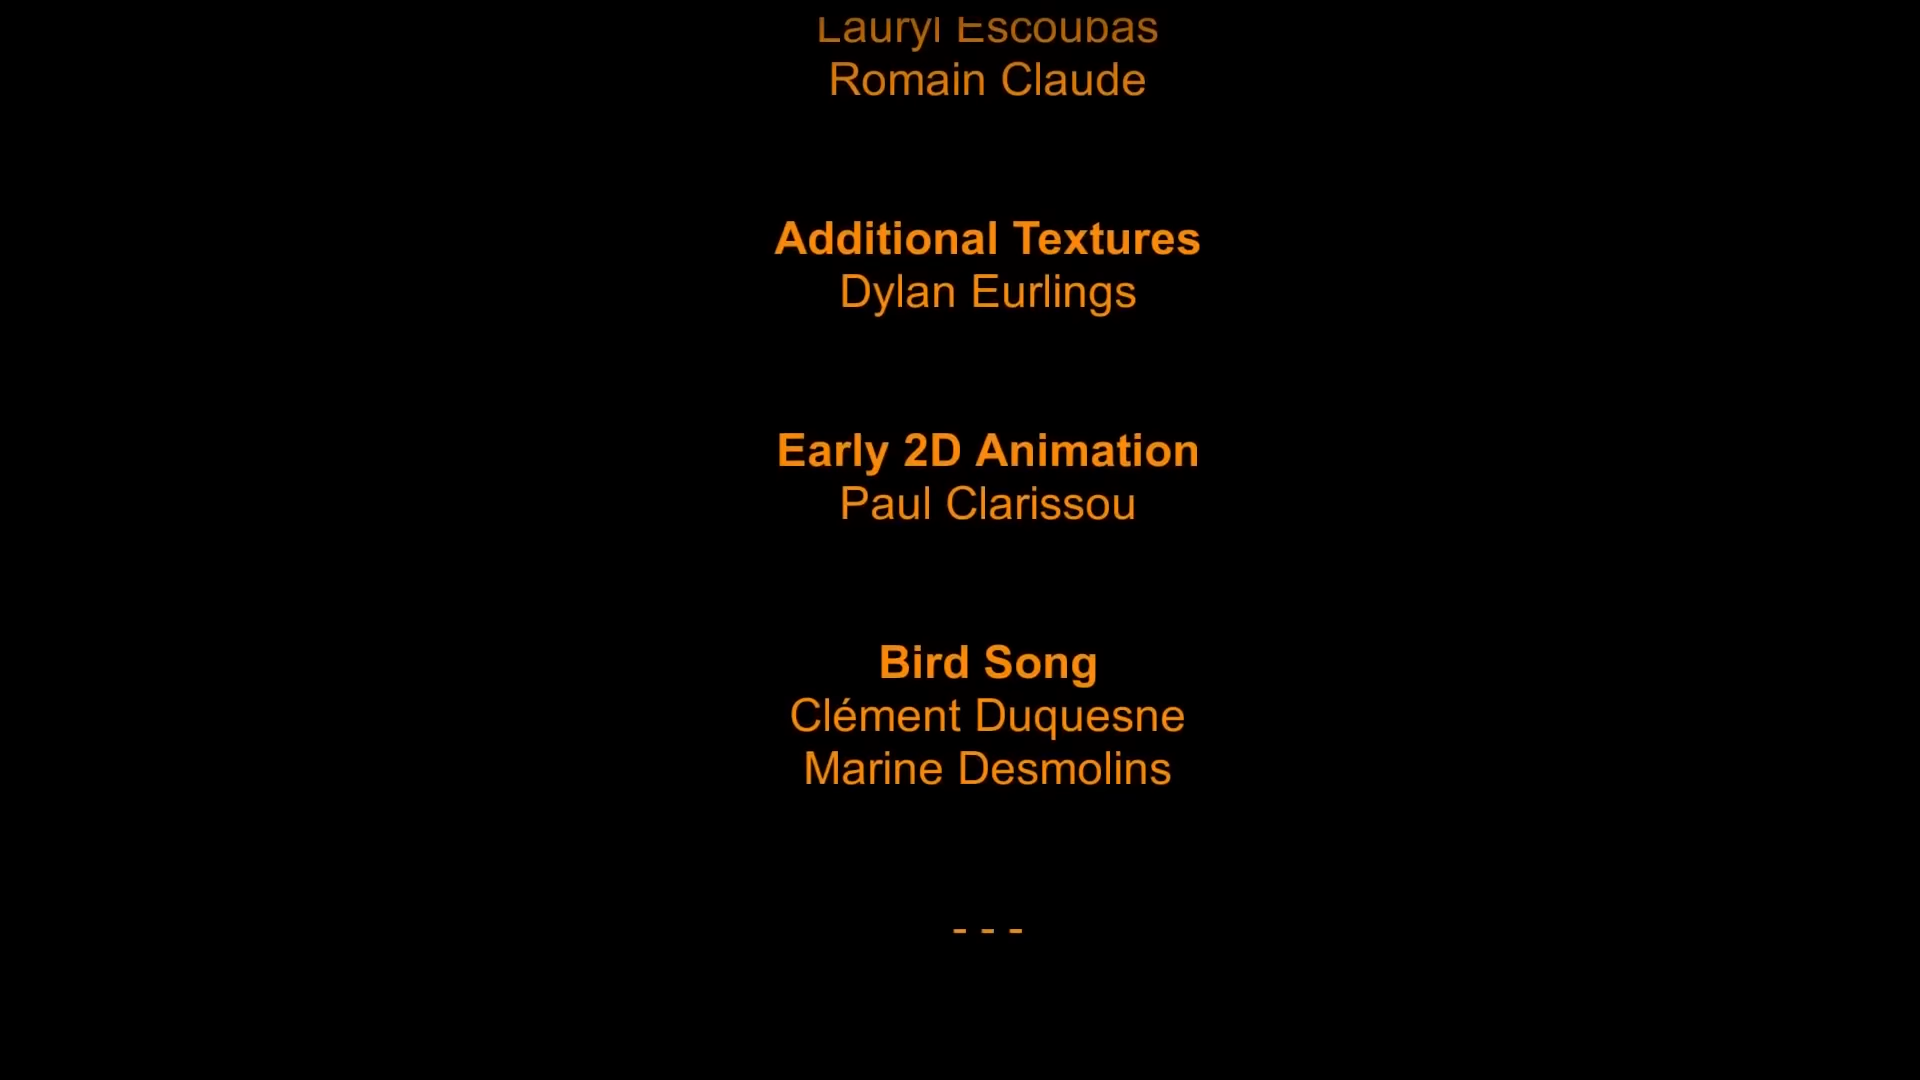 Lauryl Escoubas
Romain Claude
Additional Textures
Dylan Eurlings
Early 2D Animation
Paul Clarissou
Bird Song
Clément Duquesne
Marine Desmolins
- - -